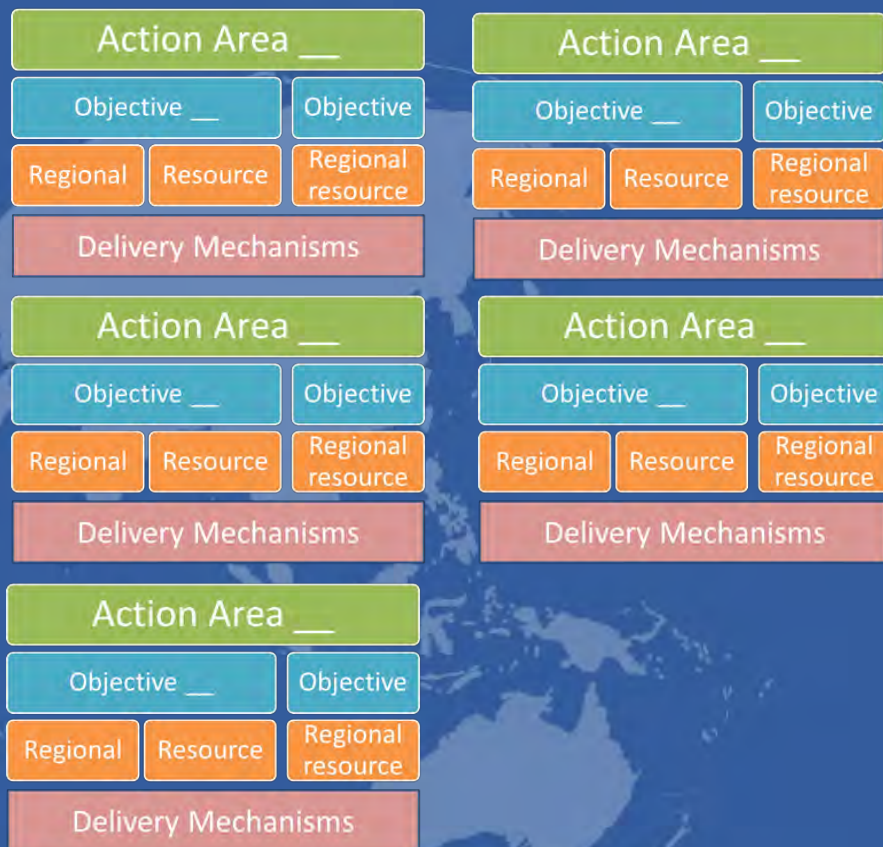 Action Area __
Objective __
Objective
Regional
Resource
Regional
resource
Delivery Mechanisms
Action Area __
Objective __
Objective
Regional
Resource
Regional
resource
Delivery Mechanisms
Action Area __
Objective __
Objective
Regional
Resource
Regional
resource
Delivery Mechanisms
Action Area __
Objective __
Objective
Regional
Resource
Regional
resource
Delivery Mechanisms
Action Area __
Objective __
Objective
Regional
Resource
Regional
resource
Delivery Mechanisms